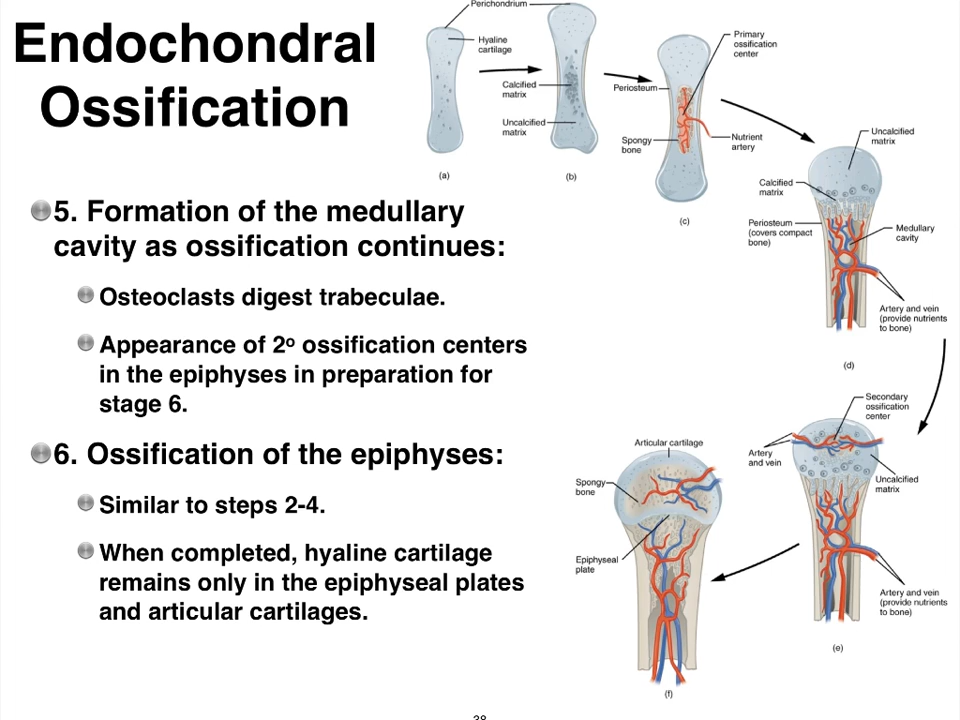 Endochondral
Ossification
5. Formation of the medullary
cavity as ossification continues:
Osteoclasts digest trabeculae.
Appearance of 2º ossification centers
in the epiphyses in preparation for
stage 6.
6. Ossification of the epiphyses:
Similar to steps 2-4.
When completed, hyaline cartilage
remains only in the epiphyseal plates
and articular cartilages.
Perichondrium
Hyaline
cartilage
(a)
Calcified
matrix
Uncalcified
matrix
(b)
Primary
ossification
center
Periosteum
Spongy
bone
Nutrient
artery
(c)
Uncalcified
matrix
Calcified
matrix
Periosteum
(covers compact
bone)
Medullary
cavity
Artery and vein
(provide nutrients
to bone)
(d)
Secondary
ossification
center
Artery
and vein
Uncalcified
matrix
Artery and vein
(provide nutrients
to bone)
(e)
Articular cartilage
Spongy
bone
Epiphyseal
plate
(f)
38